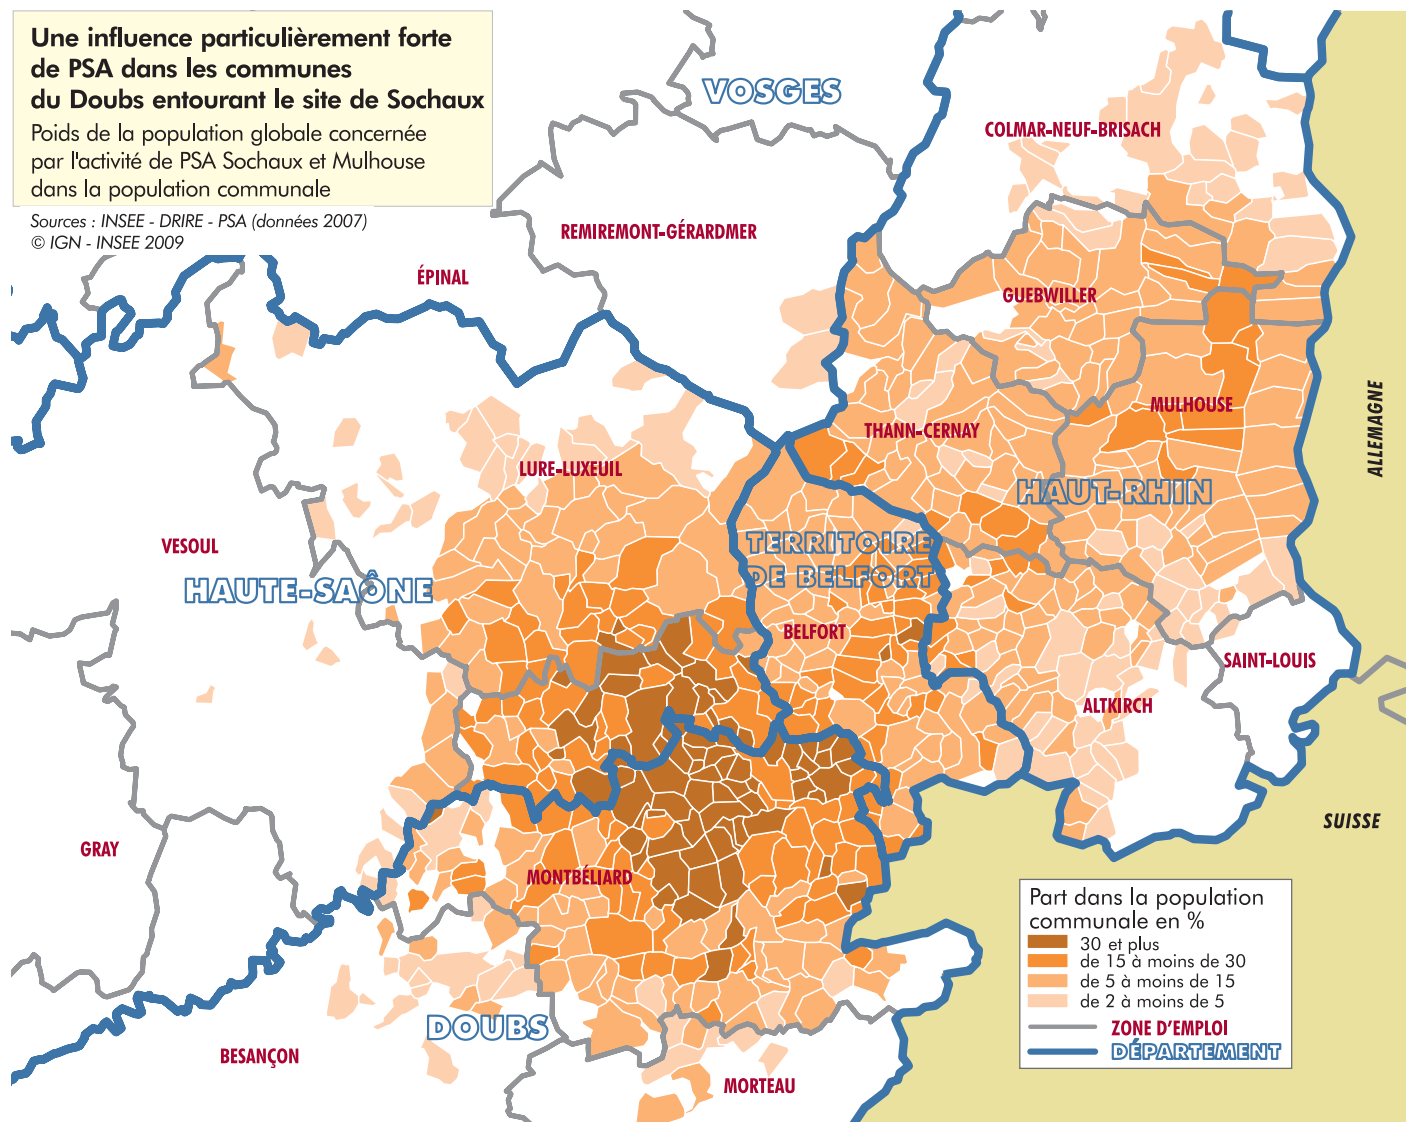 Une influence particulièrement forte
de PSA dans les communes
du Doubs entourant le site de Sochaux
Poids de la population globale concernée
par l'activité de PSA Sochaux et Mulhouse
dans la population communale
Sources : INSEE - DRIRE - PSA (données 2007)
© IGN - INSEE 2009
VOSGES
COLMAR-NEUF-BRISACH
REMIREMONT-GÉRARDMER
ÉPINAL
GUEBWILLER
MULHOUSE
ALLEMAGNE
THANN-CERNAY
LURE-LUXEUIL
HAUT-RHIN
VESOUL
TERRITOIRE
DE BELFORT
HAUTE-SAÔNE
BELFORT
SAINT-LOUIS
ALTKIRCH
SUISSE
GRAY
MONTBÉLIARD
DOUBS
BESANÇON
MORTEAU
Part dans la population
communale en %
30 et plus
de 15 à moins de 30
de 5 à moins de 15
de 2 à moins de 5
ZONE D'EMPLOI
DÉPARTEMENT